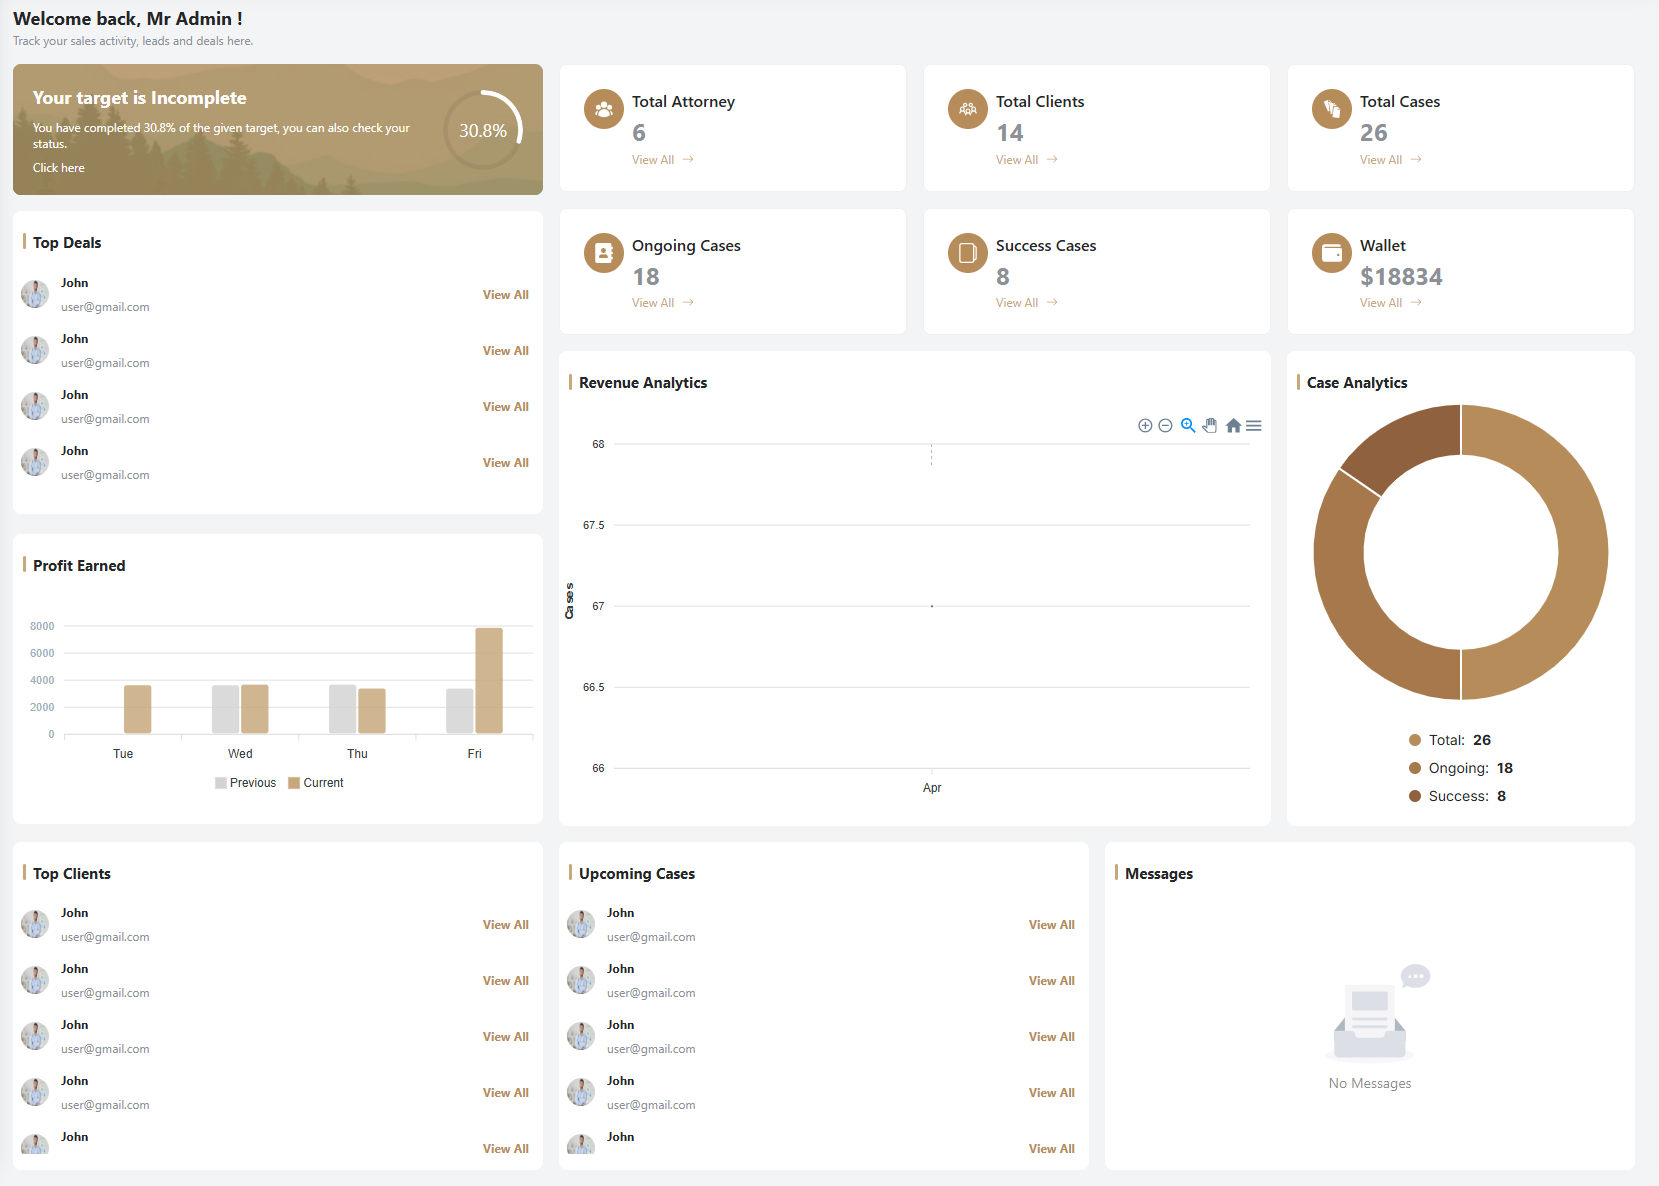 Welcome back, Mr Admin !
Track your sales activity, leads and deals here.
Your target is Incomplete
You have completed 30.8% of the given target, you can also check your
status.
Click here
30.8%
Total Attorney
6
View All
Total Clients
14
View All
Total Cases
26
View All
Ongoing Cases
18
View All
Success Cases
8
View All
Wallet
$18834
View All
Top Deals
John
user@gmail.com
View All
John
user@gmail.com
View All
John
user@gmail.com
View All
John
user@gmail.com
View All
Profit Earned
8000
6000
4000
2000
0
Tue Wed Thu Fri
Previous Current
Revenue Analytics
Cases
68
67.5
67
66.5
66
Apr
Case Analytics
Total: 26
Ongoing: 18
Success: 8
Top Clients
John
user@gmail.com
View All
John
user@gmail.com
View All
John
user@gmail.com
View All
John
user@gmail.com
View All
John
View All
Upcoming Cases
John
user@gmail.com
View All
John
user@gmail.com
View All
John
user@gmail.com
View All
John
user@gmail.com
View All
John
View All
Messages
No Messages